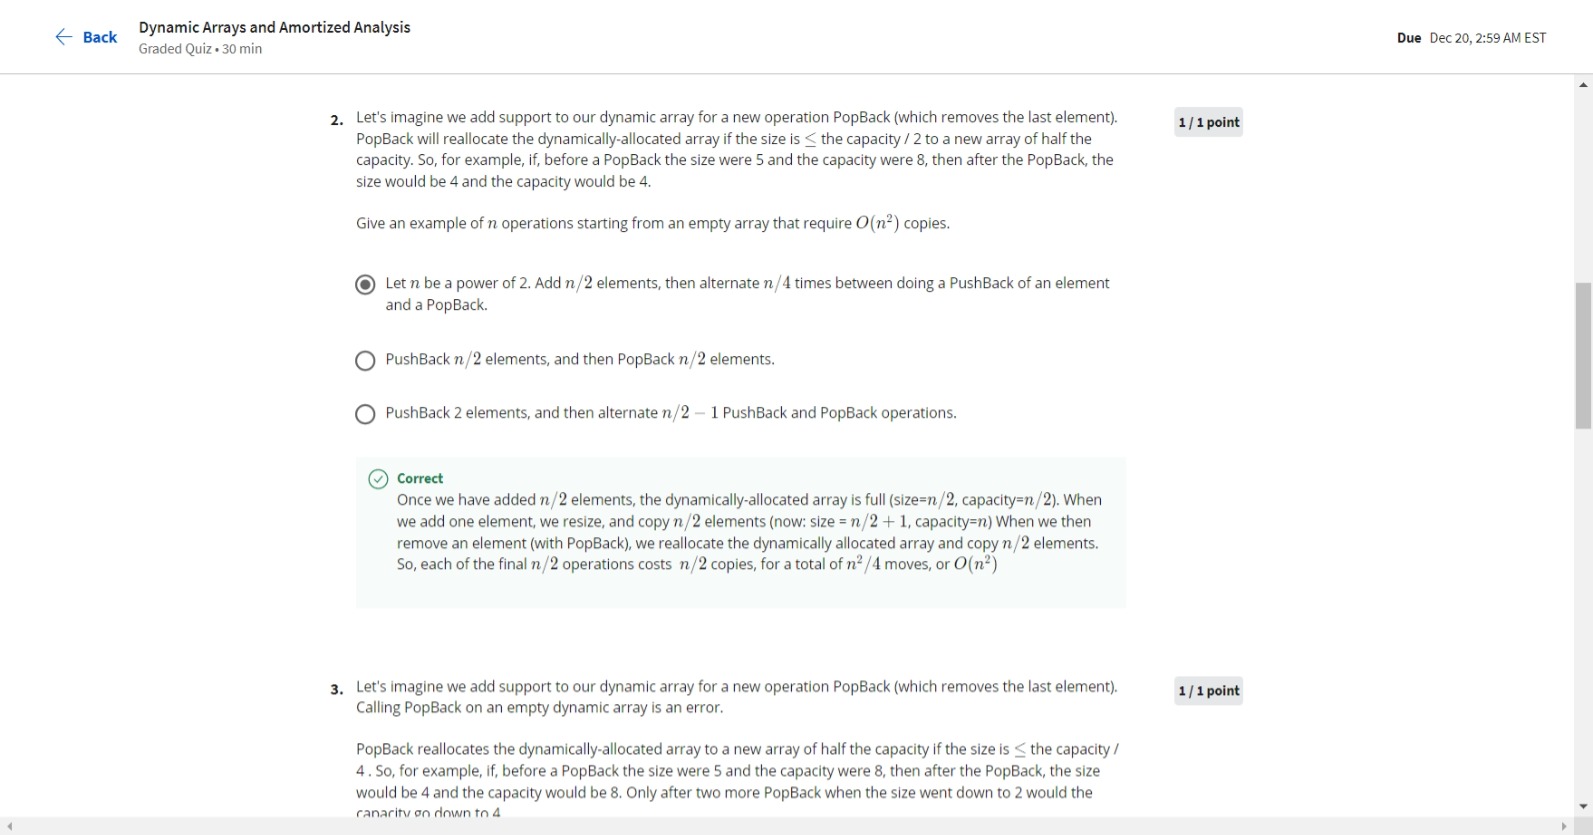 Back
Dynamic Arrays and Amortized Analysis
Graded Quiz • 30 min
Due Dec 20, 2:59 AM EST
2. Let's imagine we add support to our dynamic array for a new operation PopBack (which removes the last element).
1 / 1 point
PopBack will reallocate the dynamically-allocated array if the size is ≤ the capacity / 2 to a new array of half the
capacity. So, for example, if, before a PopBack the size were 5 and the capacity were 8, then after the PopBack, the
size would be 4 and the capacity would be 4.
Give an example of n operations starting from an empty array that require O(n²) copies.
Let n be a power of 2. Add n/2 elements, then alternate n/4 times between doing a PushBack of an element
and a PopBack.
PushBack n/2 elements, and then PopBack n/2 elements.
PushBack 2 elements, and then alternate n/2 − 1 PushBack and PopBack operations.
Correct
Once we have added n/2 elements, the dynamically-allocated array is full (size=n/2, capacity=n/2). When
we add one element, we resize, and copy n/2 elements (now: size = n/2 + 1, capacity=n) When we then
remove an element (with PopBack), we reallocate the dynamically allocated array and copy n/2 elements.
So, each of the final n/2 operations costs n/2 copies, for a total of n²/4 moves, or O(n²)
3. Let's imagine we add support to our dynamic array for a new operation PopBack (which removes the last element).
1 / 1 point
Calling PopBack on an empty dynamic array is an error.
PopBack reallocates the dynamically-allocated array to a new array of half the capacity if the size is ≤ the capacity /
4 . So, for example, if, before a PopBack the size were 5 and the capacity were 8, then after the PopBack, the size
would be 4 and the capacity would be 8. Only after two more PopBack when the size went down to 2 would the
capacity go down to 4